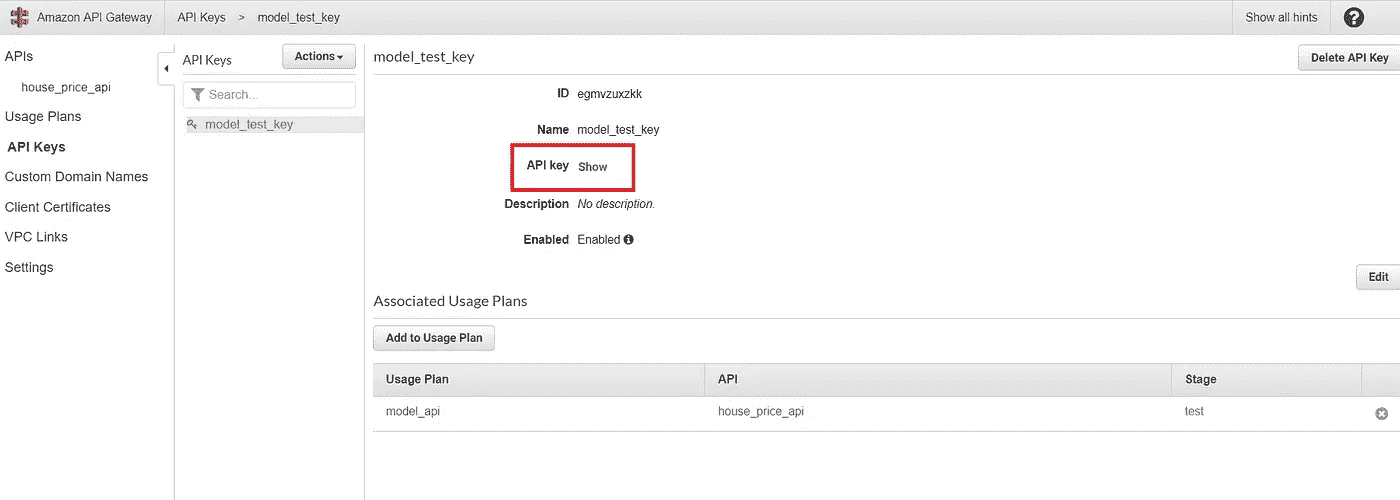 Amazon API Gateway API Keys > model_test_key Show all hints ?
APIs
house_price_api
Usage Plans
API Keys
Custom Domain Names
Client Certificates
VPC Links
Settings
API Keys Actions
Search...
model_test_key
model_test_key Delete API Key
ID egmvzuxzkk
Name model_test_key
API key Show
Description No description.
Enabled Enabled
Edit
Associated Usage Plans
Add to Usage Plan
Usage Plan API Stage
model_api house_price_api test